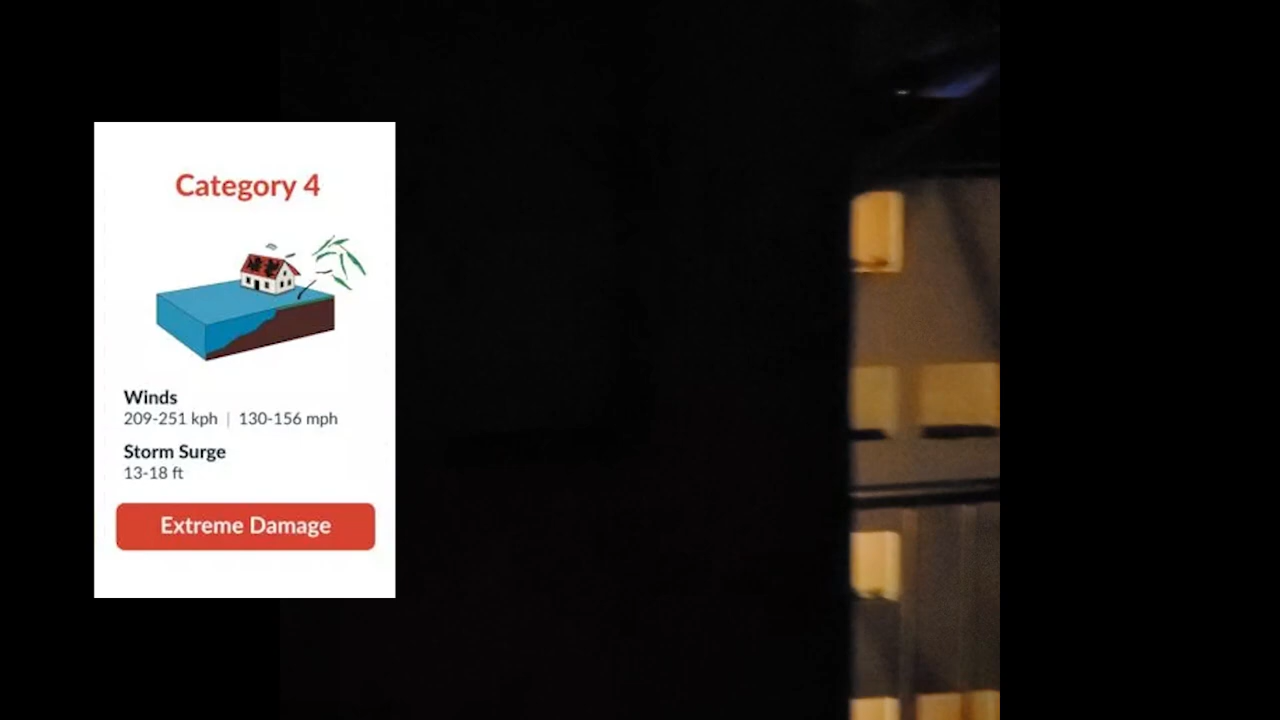 Category 4
Winds
209-251 kph | 130-156 mph
Storm Surge
13-18 ft
Extreme Damage